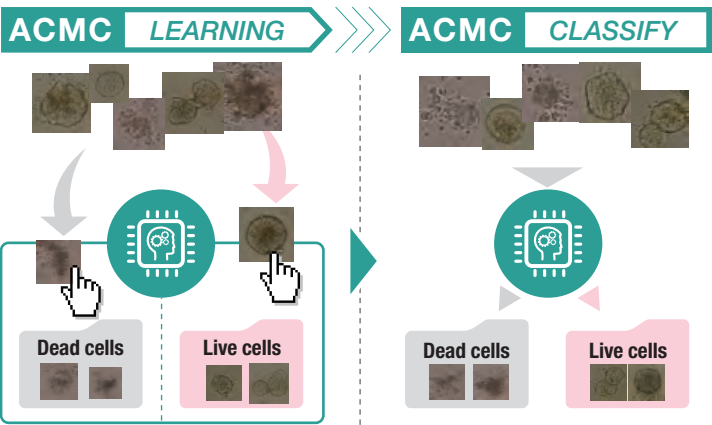 ACMC LEARNING
ACMC CLASSIFY
Dead cells
Live cells
Dead cells
Live cells